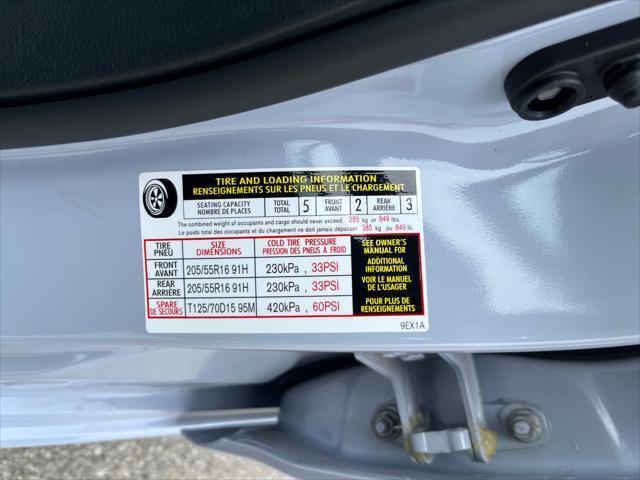 TIRE AND LOADING INFORMATION
RENSEIGNEMENTS SUR LES PNEUS ET LE CHARGEMENT
SEATING CAPACITY TOTAL 5 FRONT 2 REAR 3
NOMBRE DE PLACES TOTAL AVANT ARRIÈRE
The combined weight of occupants and cargo should never exceed 385 kg or 849 lbs.
Le poids total des occupants et du chargement ne doit jamais dépasser 385 kg ou 849 lb.
TIRE SIZE COLD TIRE PRESSURE
PNEU DIMENSIONS PRESSION DES PNEUS À FROID
FRONT
AVANT 205/55R16 91H 230kPa , 33PSI
REAR
ARRIÈRE 205/55R16 91H 230kPa , 33PSI
SPARE
DE SECOURS T125/70D15 95M 420kPa , 60PSI
SEE OWNER'S
MANUAL FOR
ADDITIONAL
INFORMATION
VOIR LE MANUEL
DE L'USAGER
POUR PLUS DE
RENSEIGNEMENTS
9EX1A